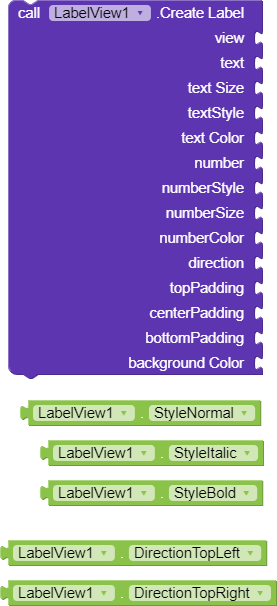 call LabelView1 .Create Label
view
text
text Size
textStyle
text Color
number
numberStyle
numberSize
numberColor
direction
topPadding
centerPadding
bottomPadding
background Color
LabelView1 . StyleNormal
LabelView1 . StyleItalic
LabelView1 . StyleBold
LabelView1 . DirectionTopLeft
LabelView1 . DirectionTopRight